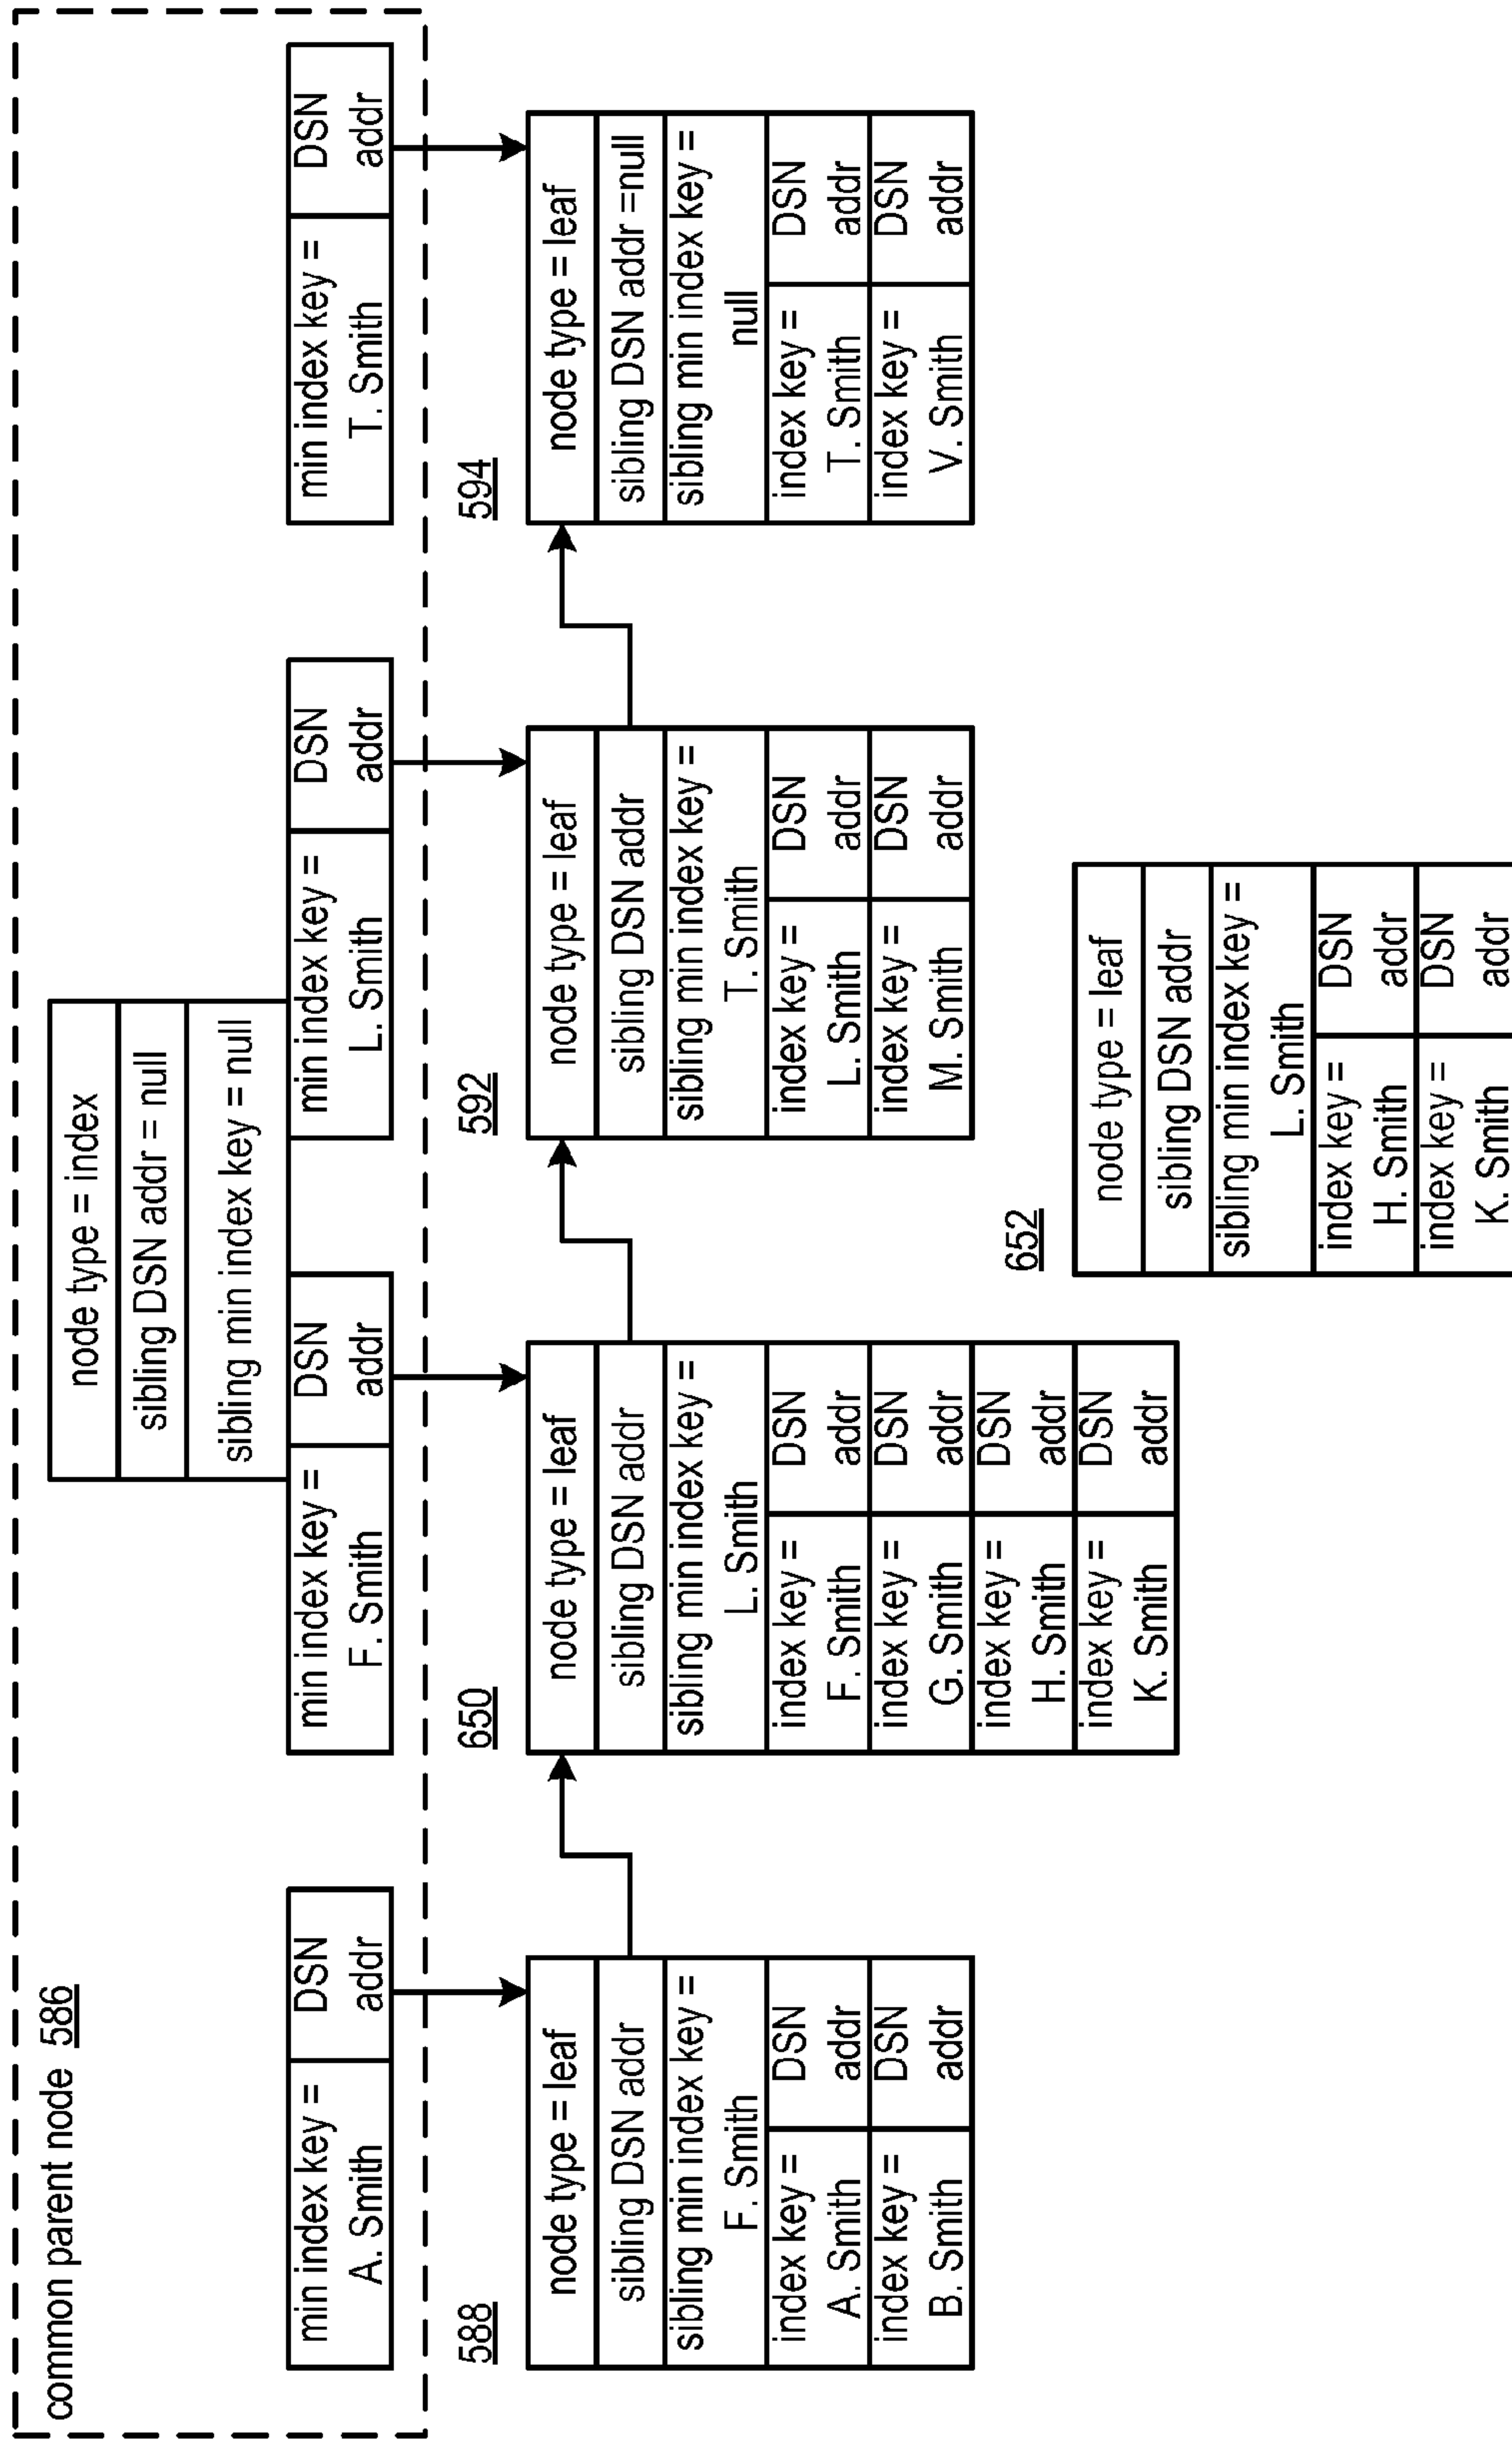 common parent node 586
node type = index
sibling DSN addr = null
sibling min index key = null
min index key =
A. Smith
DSN
addr
min index key =
F. Smith
DSN
addr
min index key =
L. Smith
DSN
addr
min index key =
T. Smith
DSN
addr
588
node type = leaf
sibling DSN addr
sibling min index key =
F. Smith
index key =
A. Smith
DSN
addr
index key =
B. Smith
DSN
addr
650
node type = leaf
sibling DSN addr
sibling min index key =
L. Smith
index key =
F. Smith
DSN
addr
index key =
G. Smith
DSN
addr
index key =
H. Smith
DSN
addr
index key =
K. Smith
DSN
addr
592
node type = leaf
sibling DSN addr
sibling min index key =
T. Smith
index key =
L. Smith
DSN
addr
index key =
M. Smith
DSN
addr
594
node type = leaf
sibling DSN addr =null
sibling min index key =
null
index key =
T. Smith
DSN
addr
index key =
V. Smith
DSN
addr
652
node type = leaf
sibling DSN addr
sibling min index key =
L. Smith
index key =
H. Smith
DSN
addr
index key =
K. Smith
DSN
addr